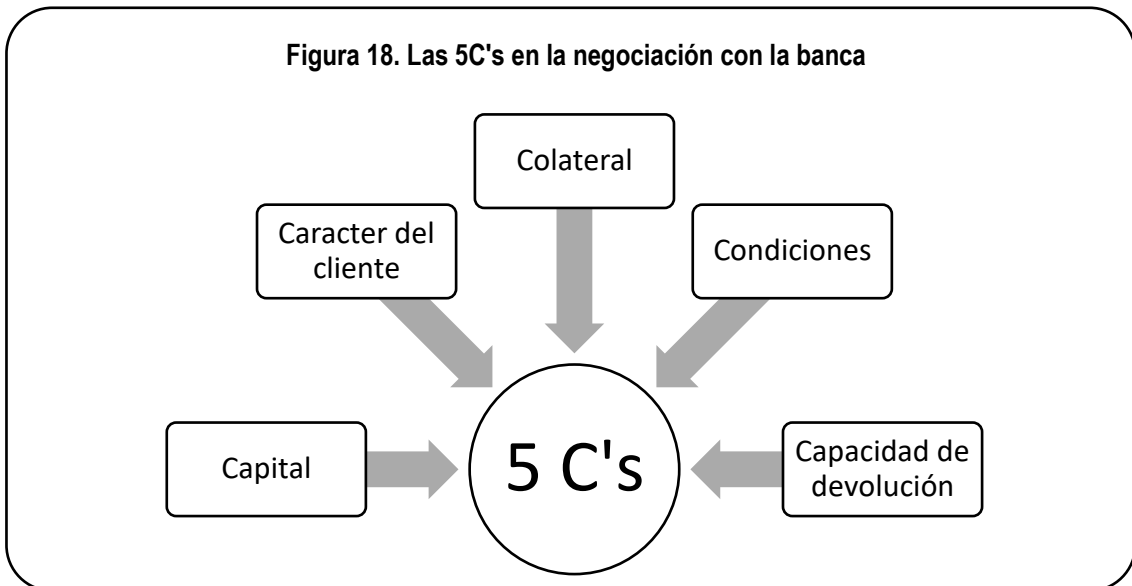 Figura 18. Las 5C's en la negociación con la banca
Colateral
Caracter del
cliente
Condiciones
Capital
5 C's
Capacidad de
devolución